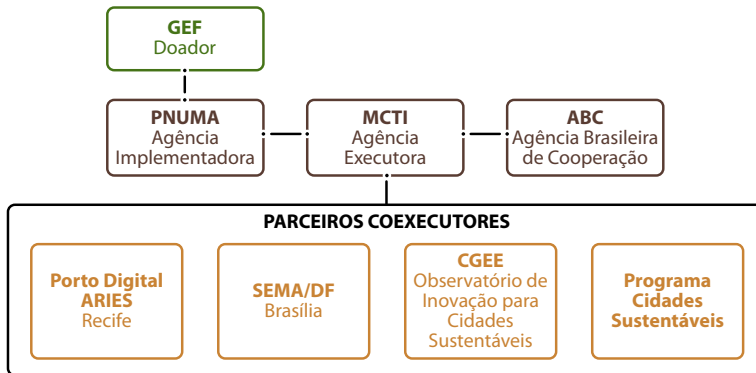 GEF
Doador
PNUMA
Agência
Implementadora
MCTI
Agência
Executora
ABC
Agência Brasileira
de Cooperação
PARCEIROS COEXECUTORES
Porto Digital
ARIES
Recife
SEMA/DF
Brasília
CGEE
Observatório de
Inovação para
Cidades
Sustentáveis
Programa
Cidades
Sustentáveis